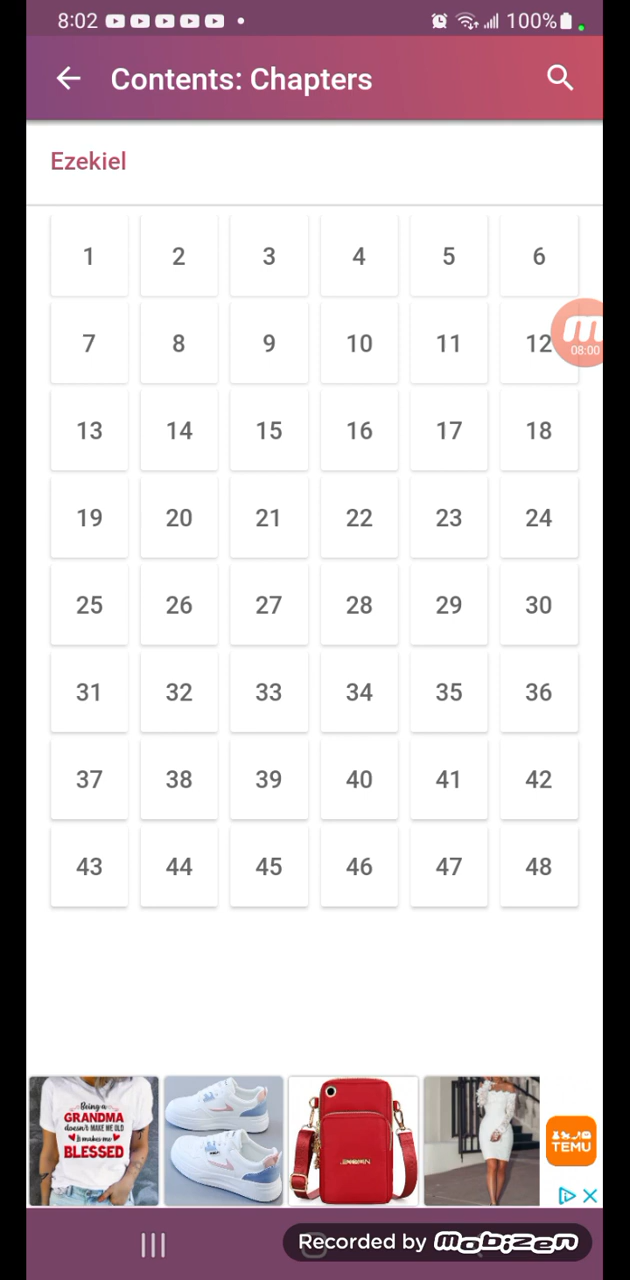 8:02 100%
Contents: Chapters
Ezekiel
1 2 3 4 5 6
7 8 9 10 11 12
08:00
13 14 15 16 17 18
19 20 21 22 23 24
25 26 27 28 29 30
31 32 33 34 35 36
37 38 39 40 41 42
43 44 45 46 47 48
Being a
GRANDMA
doesn't MAKE ME OLD
It makes me
BLESSED
TEMU
Recorded by mobizen